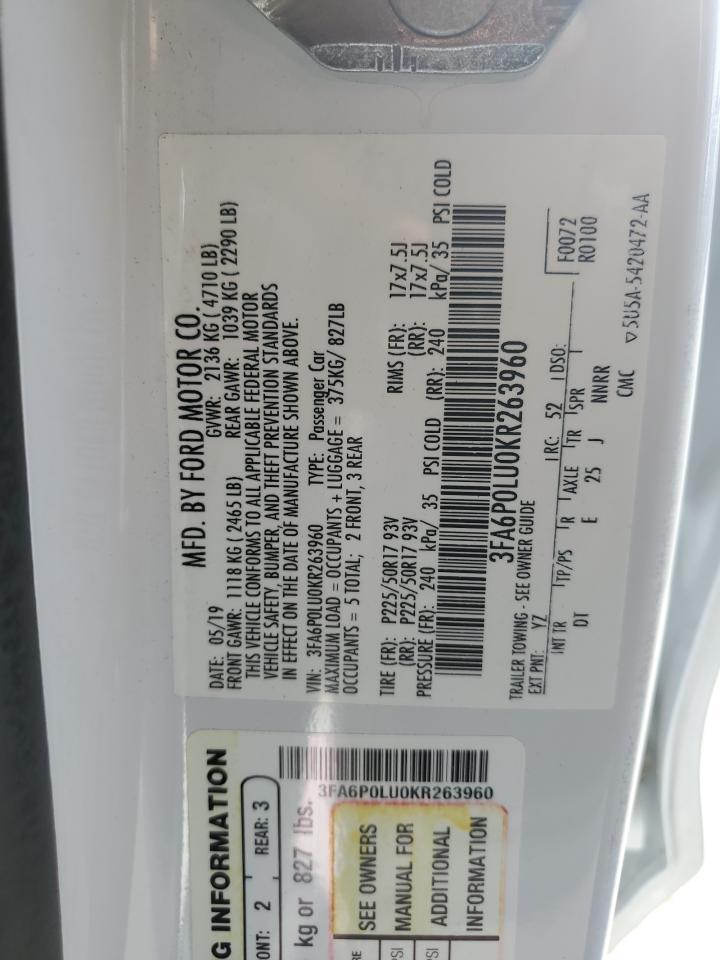 MFD. BY FORD MOTOR CO.
DATE: 05/19 GVWR: 2136 KG ( 4710 LB)
FRONT GAWR: 1118 KG ( 2465 LB) REAR GAWR: 1039 KG ( 2290 LB)
THIS VEHICLE CONFORMS TO ALL APPLICABLE FEDERAL MOTOR
VEHICLE SAFETY, BUMPER, AND THEFT PREVENTION STANDARDS
IN EFFECT ON THE DATE OF MANUFACTURE SHOWN ABOVE.
VIN: 3FA6P0LU0KR263960 TYPE: Passenger Car
MAXIMUM LOAD = OCCUPANTS + LUGGAGE = 375KG/ 827LB
OCCUPANTS = 5 TOTAL; 2 FRONT, 3 REAR
TIRE (FR): P225/50R17 93V RIMS (FR): 17x7.5J
(RR): P225/50R17 93V (RR): 17x7.5J
PRESSURE (FR): 240 kPa/ 35 PSI COLD (RR): 240 kPa/ 35 PSI COLD
3FA6P0LU0KR263960
TRAILER TOWING - SEE OWNER GUIDE
EXT PNT: YZ RC: 52 DSO: F0072
R0100
INT TR TP/PS R AXLE TR SPR
DT E 25 J NNRR
CMC
▽5U5A-5420472-AA
G INFORMATION
ONT: 2 REAR: 3
kg or 827 lbs.
3FA6P0LU0KR263960
SEE OWNERS
MANUAL FOR
ADDITIONAL
INFORMATION
RE
PSI
PSI